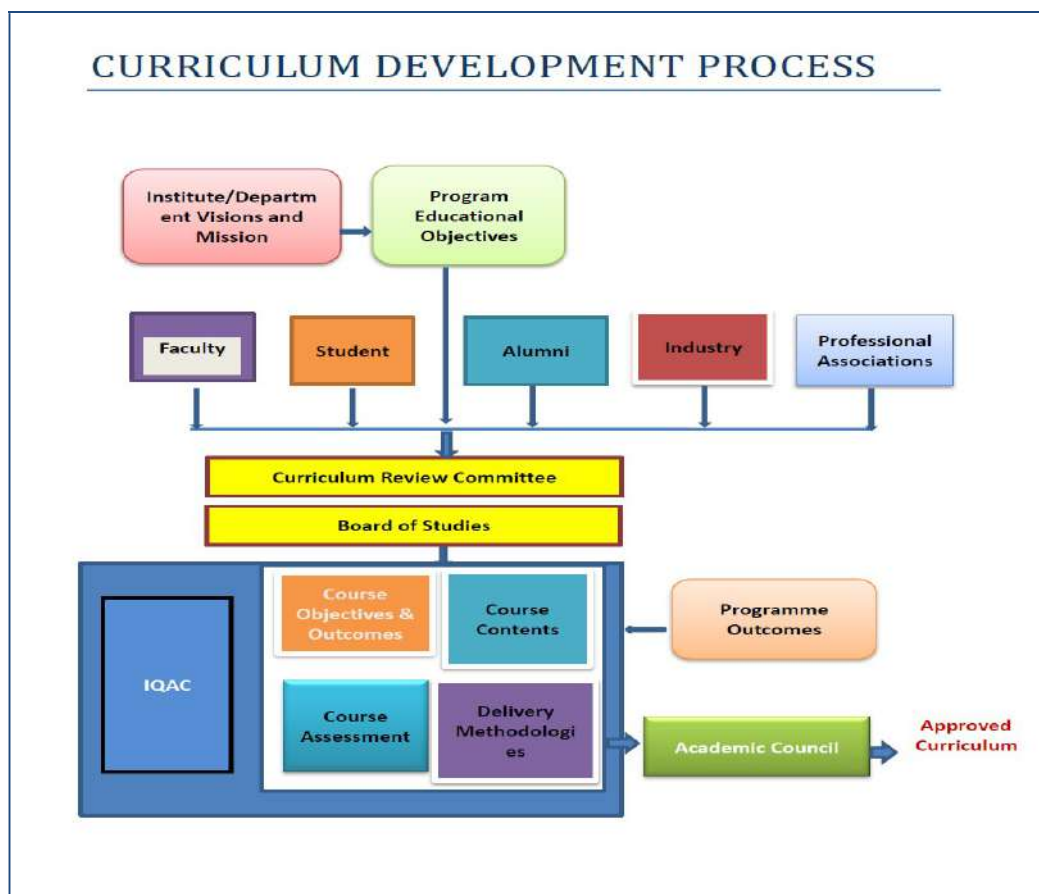 CURRICULUM DEVELOPMENT PROCESS
Institute/Departm
ent Visions and
Mission
Program
Educational
Objectives
Faculty
Student
Alumni
Industry
Professional
Associations
Curriculum Review Committee
Board of Studies
IQAC
Course
Objectives &
Outcomes
Course
Contents
Course
Assessment
Delivery
Methodologi
es
Programme
Outcomes
Academic Council
Approved
Curriculum